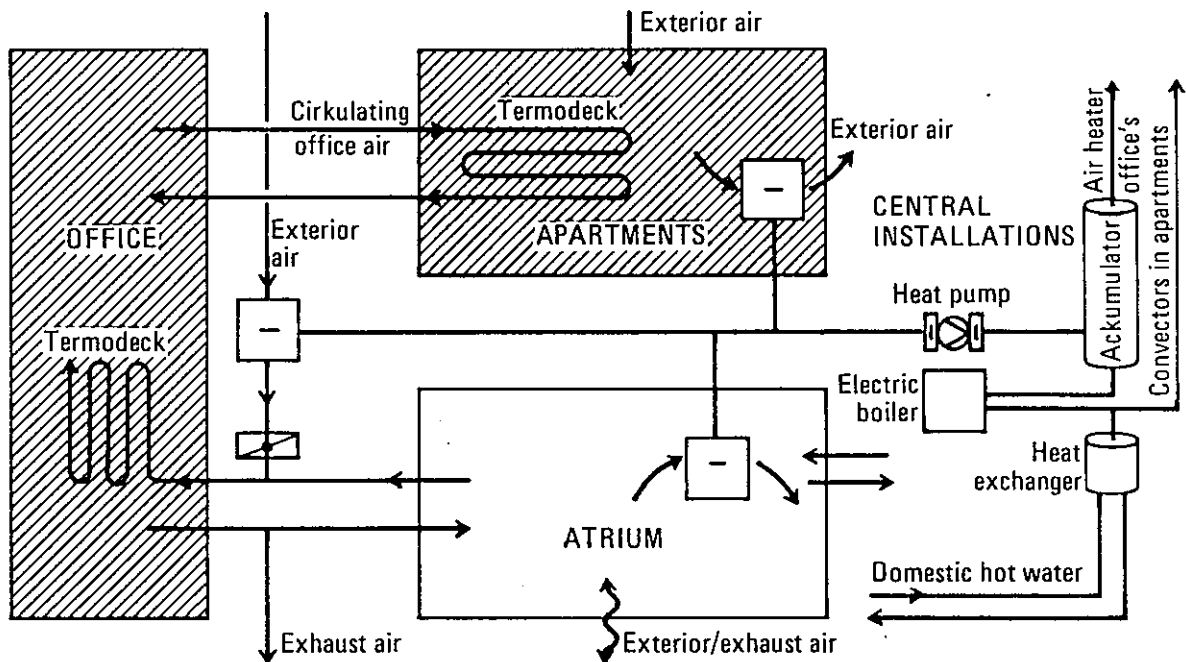 Exterior air
Cirkulating
office air
Termodeck
Exterior air
OFFICE
Exterior
air
APARTMENTS
CENTRAL
INSTALLATIONS
Air heater
office's
Convectors in apartments
Ackumulator
Heat pump
Termodeck
Electric
boiler
Heat
exchanger
ATRIUM
Domestic hot water
Exhaust air
Exterior/exhaust air